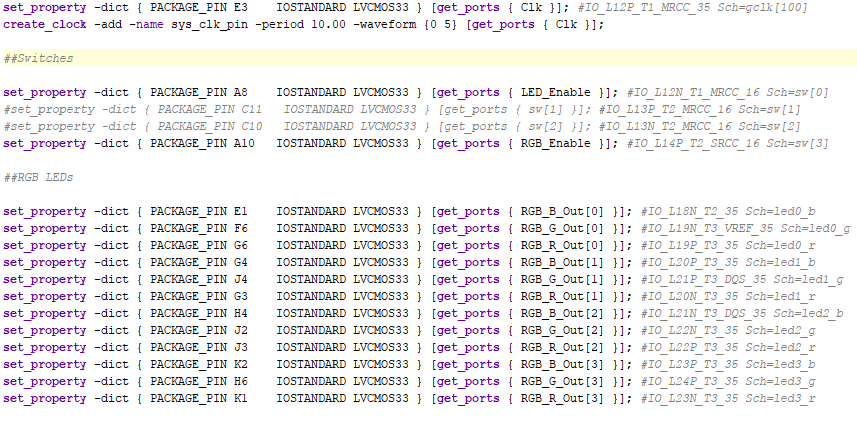 set_property -dict { PACKAGE_PIN E3    IOSTANDARD LVCMOS33 } [get_ports { Clk }]; #IO_L12P_T1_MRCC_35 Sch=gclk[100]
create_clock -add -name sys_clk_pin -period 10.00 -waveform {0 5} [get_ports { Clk }];
##Switches
set_property -dict { PACKAGE_PIN A8    IOSTANDARD LVCMOS33 } [get_ports { LED_Enable }]; #IO_L12N_T1_MRCC_16 Sch=sw[0]
#set_property -dict { PACKAGE_PIN C11   IOSTANDARD LVCMOS33 } [get_ports { sw[1] }]; #IO_L13P_T2_MRCC_16 Sch=sw[1]
#set_property -dict { PACKAGE_PIN C10   IOSTANDARD LVCMOS33 } [get_ports { sw[2] }]; #IO_L13N_T2_MRCC_16 Sch=sw[2]
set_property -dict { PACKAGE_PIN A10   IOSTANDARD LVCMOS33 } [get_ports { RGB_Enable }]; #IO_L14P_T2_SRCC_16 Sch=sw[3]
##RGB LEDs
set_property -dict { PACKAGE_PIN E1    IOSTANDARD LVCMOS33 } [get_ports { RGB_B_Out[0] }]; #IO_L18N_T2_35 Sch=led0_b
set_property -dict { PACKAGE_PIN F6    IOSTANDARD LVCMOS33 } [get_ports { RGB_G_Out[0] }]; #IO_L19N_T3_VREF_35 Sch=led0_g
set_property -dict { PACKAGE_PIN G6    IOSTANDARD LVCMOS33 } [get_ports { RGB_R_Out[0] }]; #IO_L19P_T3_35 Sch=led0_r
set_property -dict { PACKAGE_PIN G4    IOSTANDARD LVCMOS33 } [get_ports { RGB_B_Out[1] }]; #IO_L20P_T3_35 Sch=led1_b
set_property -dict { PACKAGE_PIN J4    IOSTANDARD LVCMOS33 } [get_ports { RGB_G_Out[1] }]; #IO_L21P_T3_DQS_35 Sch=led1_g
set_property -dict { PACKAGE_PIN G3    IOSTANDARD LVCMOS33 } [get_ports { RGB_R_Out[1] }]; #IO_L20N_T3_35 Sch=led1_r
set_property -dict { PACKAGE_PIN H4    IOSTANDARD LVCMOS33 } [get_ports { RGB_B_Out[2] }]; #IO_L21N_T3_DQS_35 Sch=led2_b
set_property -dict { PACKAGE_PIN J2    IOSTANDARD LVCMOS33 } [get_ports { RGB_G_Out[2] }]; #IO_L22N_T3_35 Sch=led2_g
set_property -dict { PACKAGE_PIN J3    IOSTANDARD LVCMOS33 } [get_ports { RGB_R_Out[2] }]; #IO_L22P_T3_35 Sch=led2_r
set_property -dict { PACKAGE_PIN K2    IOSTANDARD LVCMOS33 } [get_ports { RGB_B_Out[3] }]; #IO_L23P_T3_35 Sch=led3_b
set_property -dict { PACKAGE_PIN H6    IOSTANDARD LVCMOS33 } [get_ports { RGB_G_Out[3] }]; #IO_L24P_T3_35 Sch=led3_g
set_property -dict { PACKAGE_PIN K1    IOSTANDARD LVCMOS33 } [get_ports { RGB_R_Out[3] }]; #IO_L23N_T3_35 Sch=led3_r